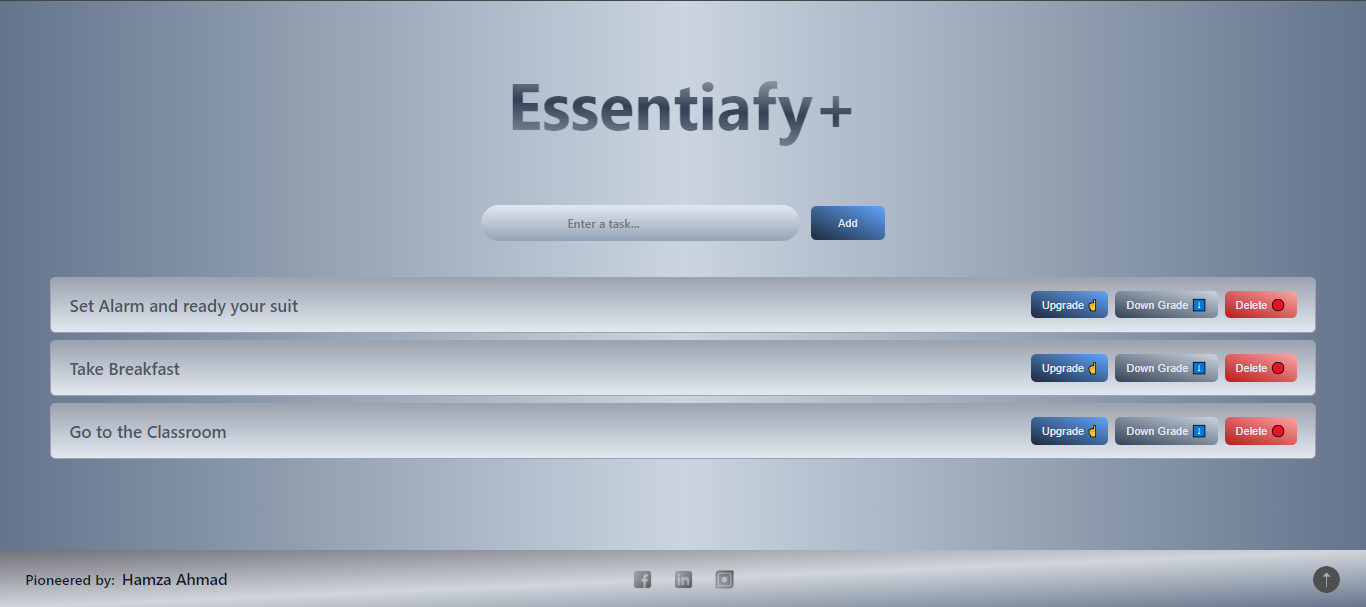 Essentiafy+
Enter a task...
Add
Set Alarm and ready your suit
Upgrade ☝
Down Grade ⬇
Delete 🔴
Take Breakfast
Upgrade ☝
Down Grade ⬇
Delete 🔴
Go to the Classroom
Upgrade ☝
Down Grade ⬇
Delete 🔴
Pioneered by: Hamza Ahmad